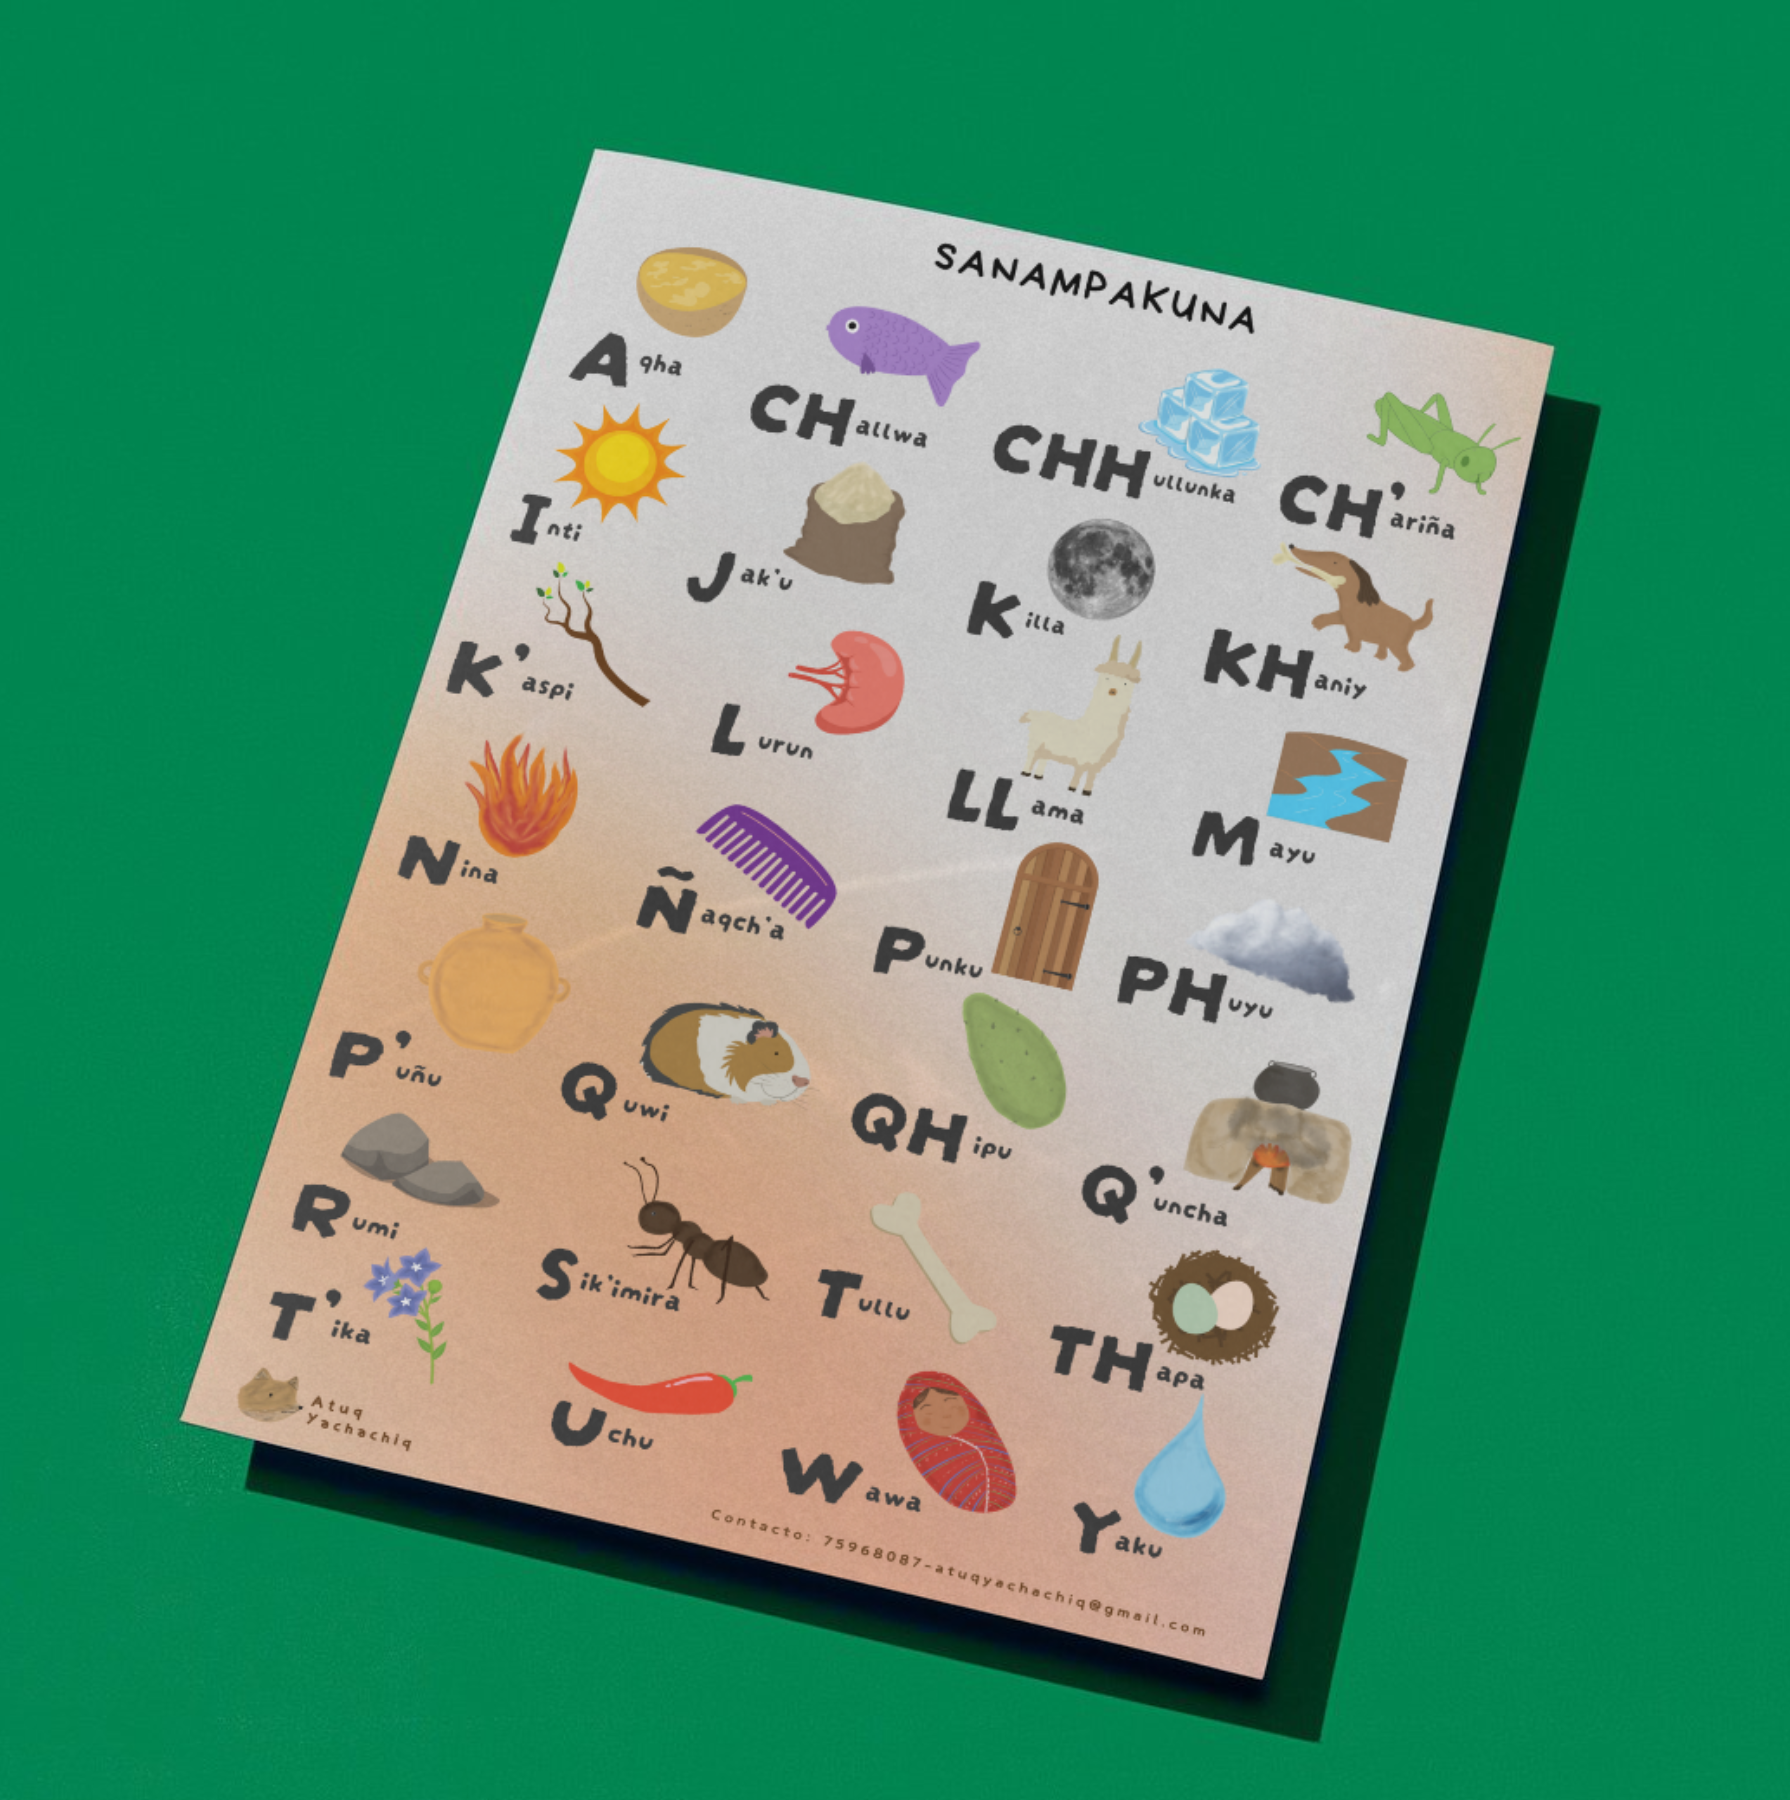 SANAMPAKUNA
Aqha
CHallwa
CHHullunka
CH'ariña
Inti
Jak'u
Killa
KHaniy
K'aspi
Lurun
LLama
Mayu
Nina
Ñaqch'a
Punku
PHuyu
P'uñu
Quwi
QHipu
Q'uncha
Rumi
Sik'imira
Tullu
THapa
T'ika
Uchu
Wawa
Yaku
Atuq
Yachachiq
Contacto: 75968087-atuqyachachiq@gmail.com